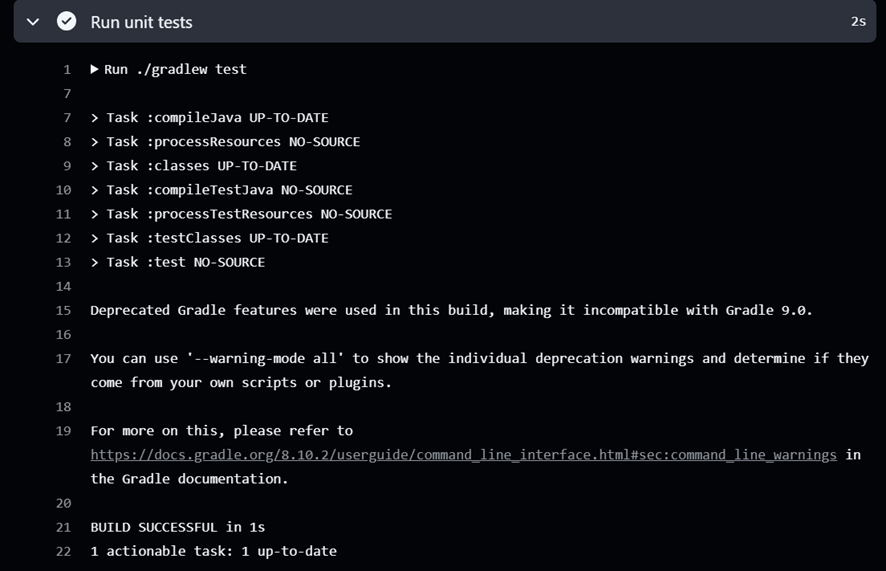 Run unit tests 2s
1 Run ./gradlew test
7
7 > Task :compileJava UP-TO-DATE
8 > Task :processResources NO-SOURCE
9 > Task :classes UP-TO-DATE
10 > Task :compileTestJava NO-SOURCE
11 > Task :processTestResources NO-SOURCE
12 > Task :testClasses UP-TO-DATE
13 > Task :test NO-SOURCE
14
15 Deprecated Gradle features were used in this build, making it incompatible with Gradle 9.0.
16
17 You can use '--warning-mode all' to show the individual deprecation warnings and determine if they
come from your own scripts or plugins.
18
19 For more on this, please refer to
https://docs.gradle.org/8.10.2/userguide/command_line_interface.html#sec:command_line_warnings in
the Gradle documentation.
20
21 BUILD SUCCESSFUL in 1s
22 1 actionable task: 1 up-to-date